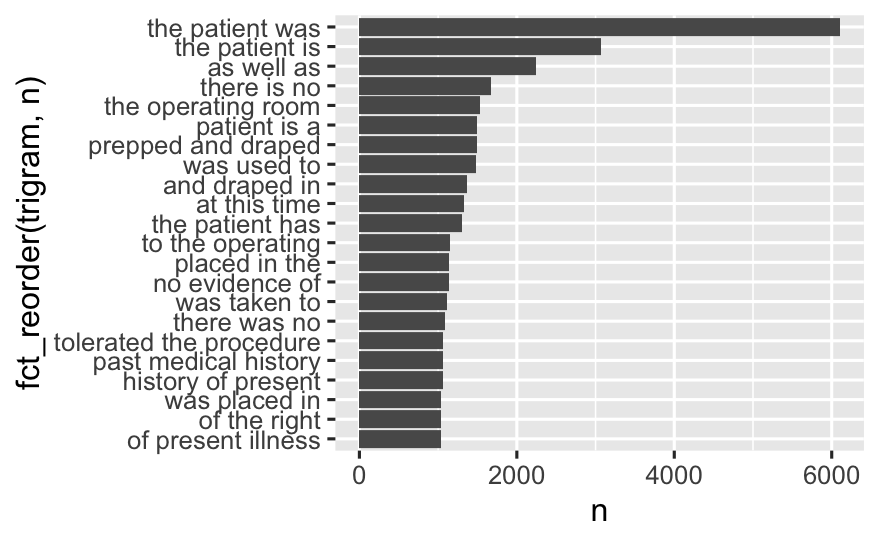 fct_reorder(trigram, n)
the patient was
the patient is
as well as
there is no
the operating room
patient is a
prepped and draped
was used to
and draped in
at this time
the patient has
to the operating
placed in the
no evidence of
was taken to
there was no
tolerated the procedure
past medical history
history of present
was placed in
of the right
of present illness
0 2000 4000 6000
n